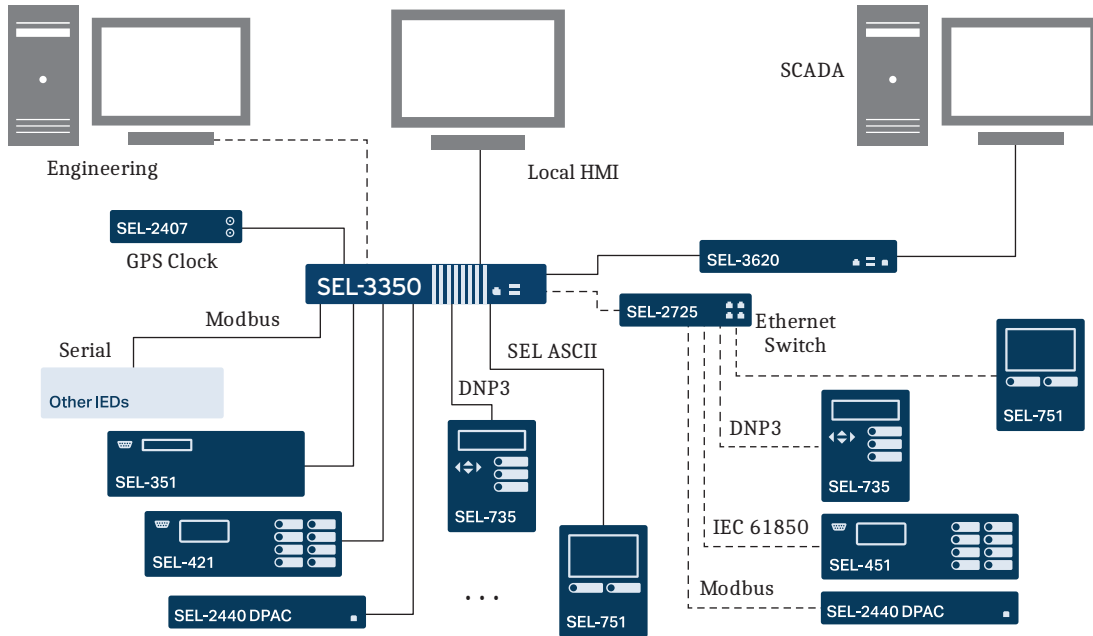 SCADA
Engineering
Local HMI
SEL-2407
GPS Clock
SEL-3620
SEL-3350
SEL-2725
Ethernet
Switch
Modbus
Serial
SEL ASCII
Other IEDs
DNP3
SEL-751
DNP3
SEL-351
SEL-735
SEL-735
SEL-421
IEC 61850
SEL-451
Modbus
. . .
SEL-2440 DPAC
SEL-751
SEL-2440 DPAC